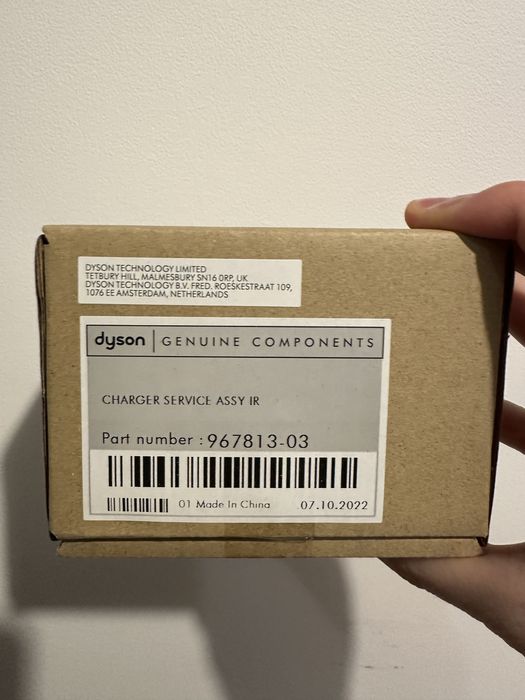 DYSON TECHNOLOGY LIMITED
TETBURY HILL, MALMESBURY SN16 0RP, UK
DYSON TECHNOLOGY B.V. FRED. ROESKESTRAAT 109,
1076 EE AMSTERDAM, NETHERLANDS
dyson | GENUINE COMPONENTS
CHARGER SERVICE ASSY IR
Part number : 967813-03
01 Made In China 07.10.2022